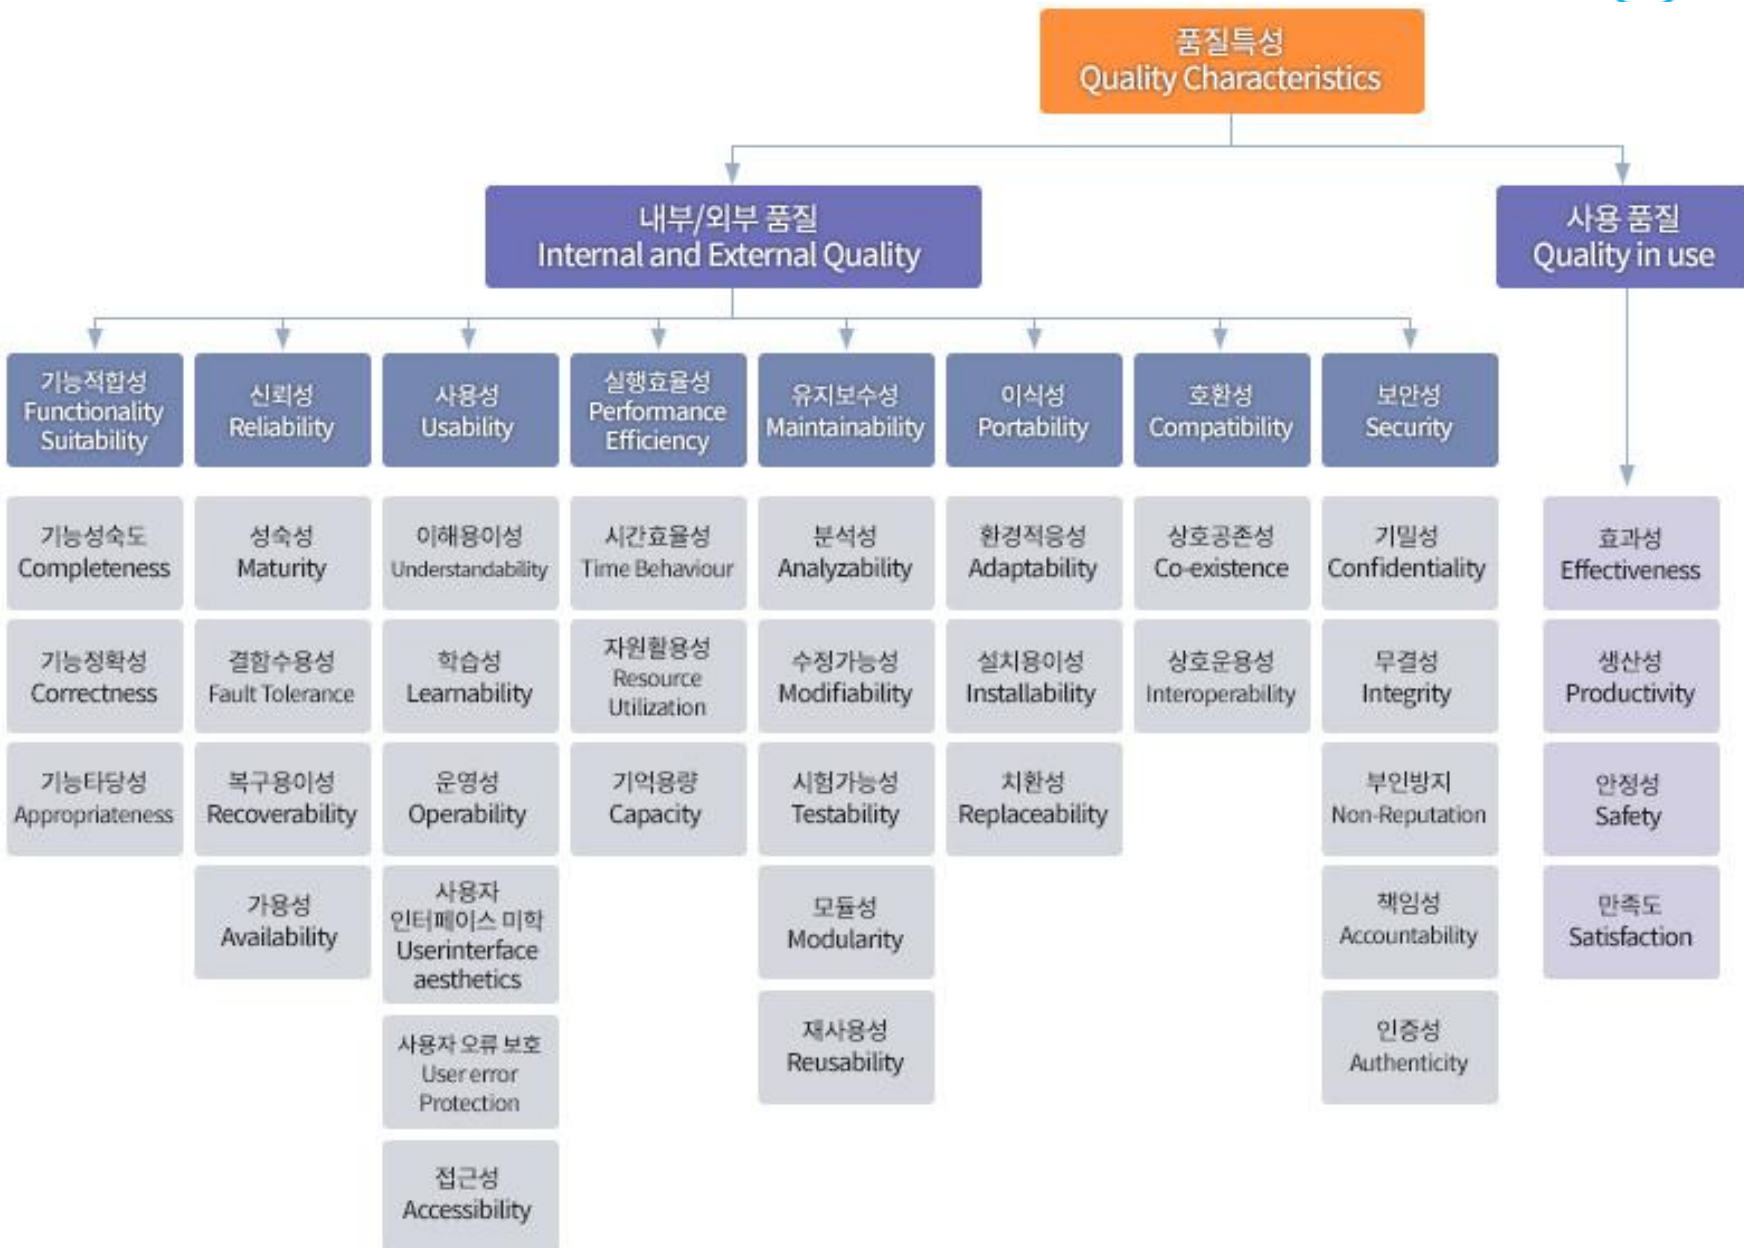 품질특성
Quality Characteristics
내부/외부 품질
Internal and External Quality
사용 품질
Quality in use
기능적합성
Functionality
Suitability
신뢰성
Reliability
사용성
Usability
실행효율성
Performance
Efficiency
유지보수성
Maintainability
이식성
Portability
호환성
Compatibility
보안성
Security
기능성숙도
Completeness
성숙성
Maturity
이해용이성
Understandability
시간효율성
Time Behaviour
분석성
Analyzability
환경적응성
Adaptability
상호공존성
Co-existence
기밀성
Confidentiality
효과성
Effectiveness
기능정확성
Correctness
결함수용성
Fault Tolerance
학습성
Learnability
자원활용성
Resource
Utilization
수정가능성
Modifiability
설치용이성
Installability
상호운용성
Interoperability
무결성
Integrity
생산성
Productivity
기능타당성
Appropriateness
복구용이성
Recoverability
운영성
Operability
기억용량
Capacity
시험가능성
Testability
치환성
Replaceability
부인방지
Non-Reputation
안정성
Safety
가용성
Availability
사용자
인터페이스 미학
Userinterface
aesthetics
모듈성
Modularity
책임성
Accountability
만족도
Satisfaction
사용자 오류 보호
User error
Protection
재사용성
Reusability
인증성
Authenticity
접근성
Accessibility